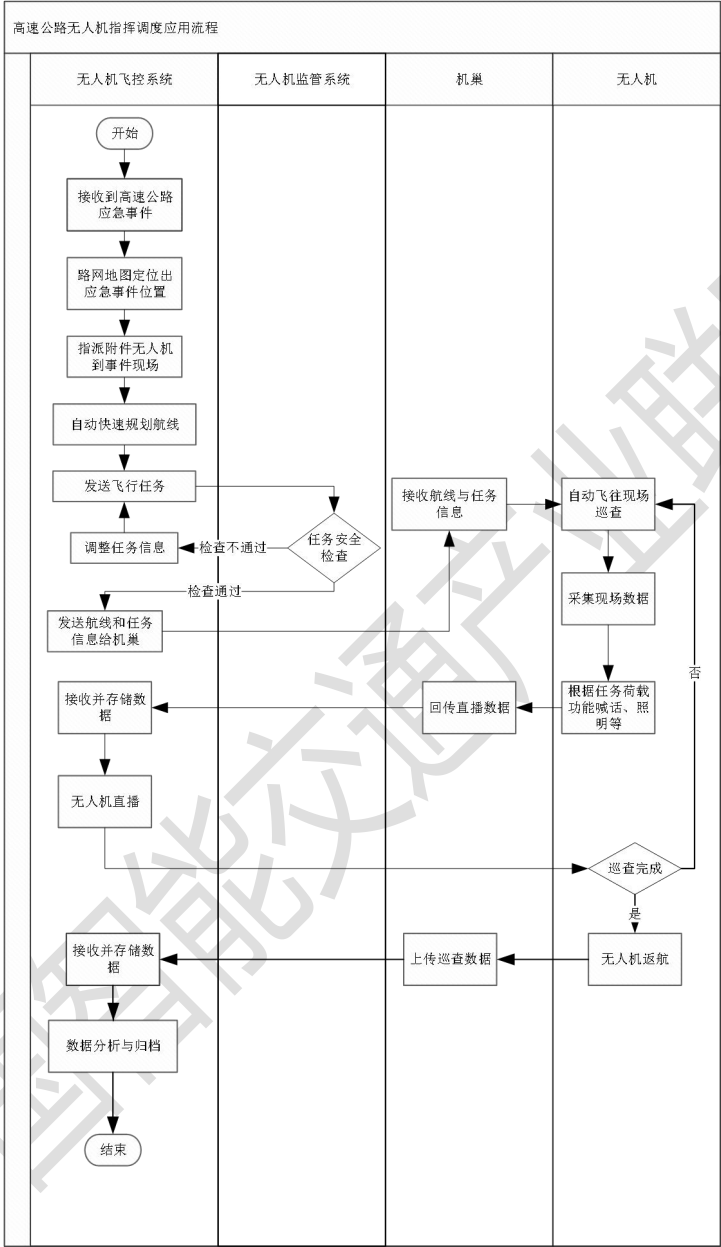 高速公路无人机指挥调度应用流程
无人机飞控系统
无人机监管系统
机巢
无人机
开始
接收到高速公路
应急事件
路网地图定位出
应急事件位置
指派附件无人机
到事件现场
自动快速规划航线
发送飞行任务
接收航线与任务
信息
自动飞往现场
巡查
调整任务信息
检查不通过
任务安全
检查
检查通过
采集现场数据
发送航线和任务
信息给机巢
否
接收并存储数
据
回传直播数据
根据任务荷载
功能喊话、照
明等
无人机直播
巡查完成
是
接收并存储数
据
上传巡查数据
无人机返航
数据分析与归档
结束
国智能交通产业联